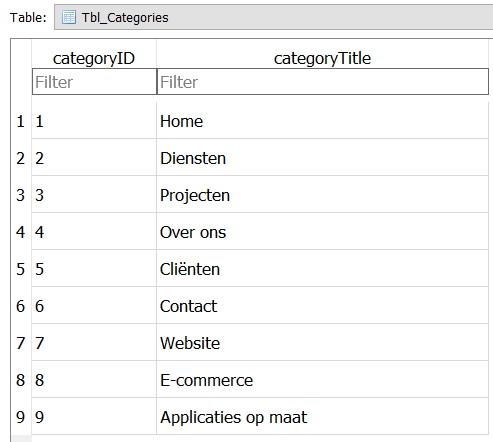 Table: Tbl_Categories
categoryID categoryTitle
Filter Filter
1 1 Home
2 2 Diensten
3 3 Projecten
4 4 Over ons
5 5 Cliënten
6 6 Contact
7 7 Website
8 8 E-commerce
9 9 Applicaties op maat